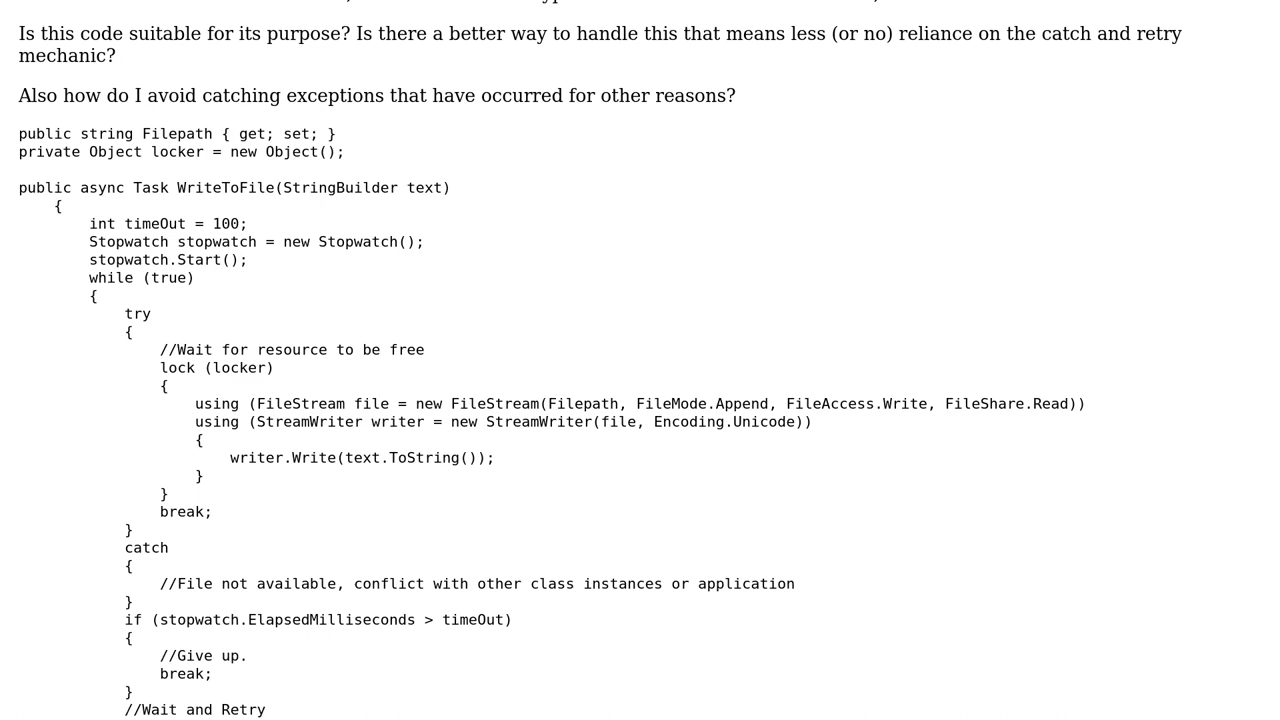 Is this code suitable for its purpose? Is there a better way to handle this that means less (or no) reliance on the catch and retry
mechanic?
Also how do I avoid catching exceptions that have occurred for other reasons?
public string Filepath { get; set; }
private Object locker = new Object();
public async Task WriteToFile(StringBuilder text)
    {
        int timeOut = 100;
        Stopwatch stopwatch = new Stopwatch();
        stopwatch.Start();
        while (true)
        {
            try
            {
                //Wait for resource to be free
                lock (locker)
                {
                    using (FileStream file = new FileStream(Filepath, FileMode.Append, FileAccess.Write, FileShare.Read))
                    using (StreamWriter writer = new StreamWriter(file, Encoding.Unicode))
                    {
                        writer.Write(text.ToString());
                    }
                }
                break;
            }
            catch
            {
                //File not available, conflict with other class instances or application
            }
            if (stopwatch.ElapsedMilliseconds > timeOut)
            {
                //Give up.
                break;
            }
            //Wait and Retry